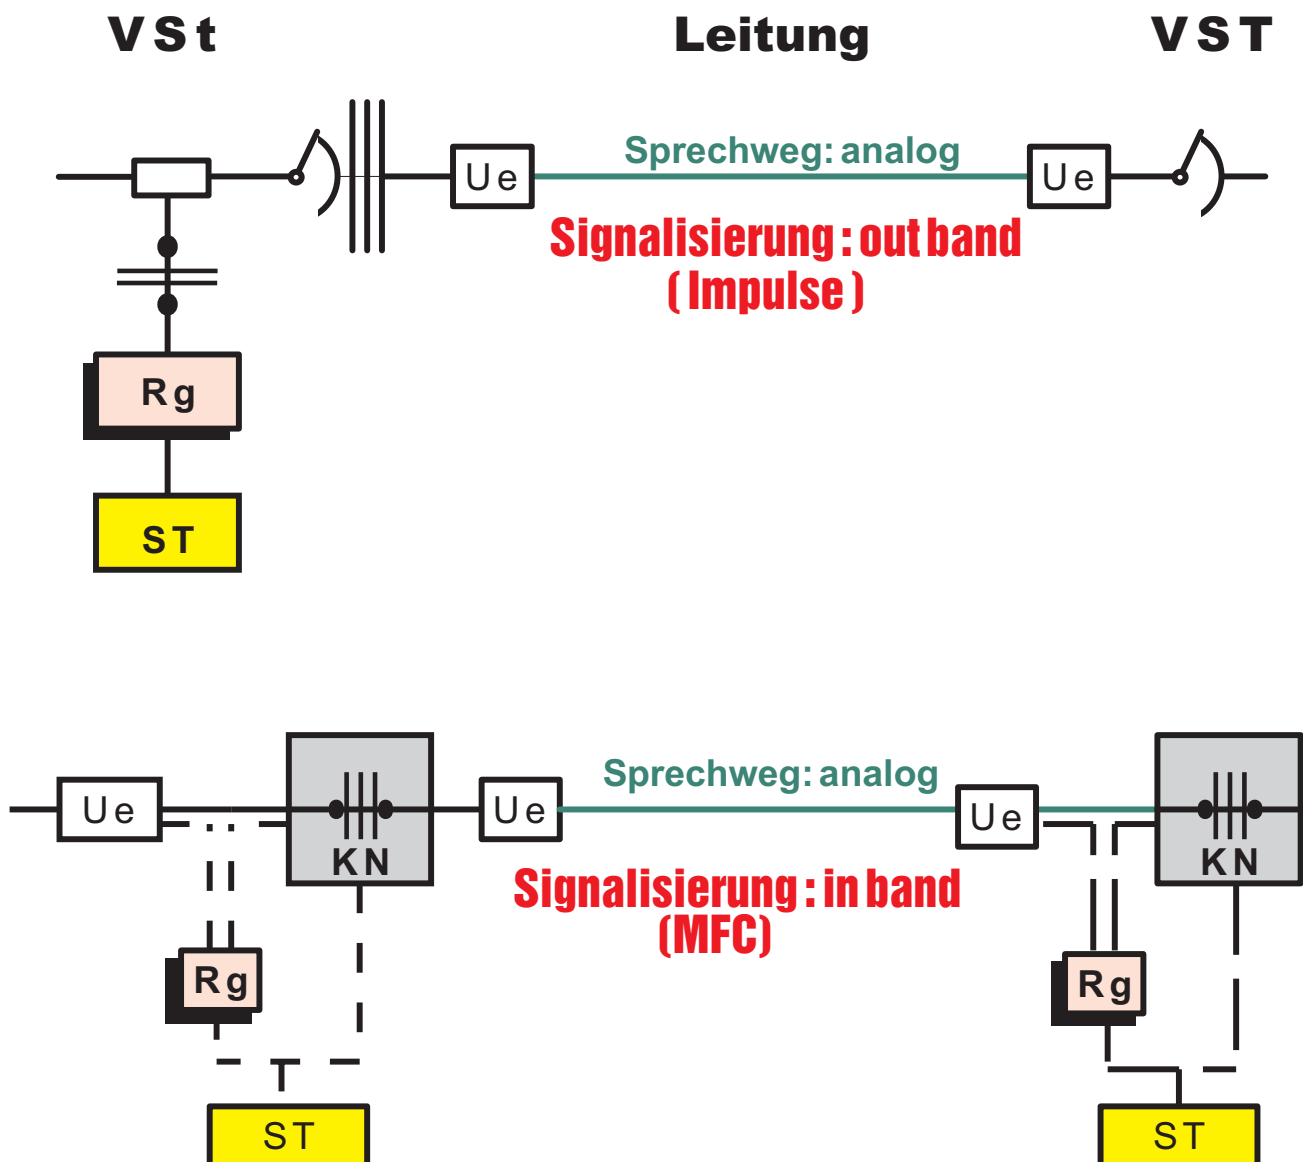 VSt Leitung VST
Sprechweg: analog
Ue Ue
Signalisierung : out band
( Impulse )
Rg
ST
Sprechweg: analog
Ue Ue Ue
KN KN
Signalisierung : in band
(MFC)
Rg Rg
ST ST